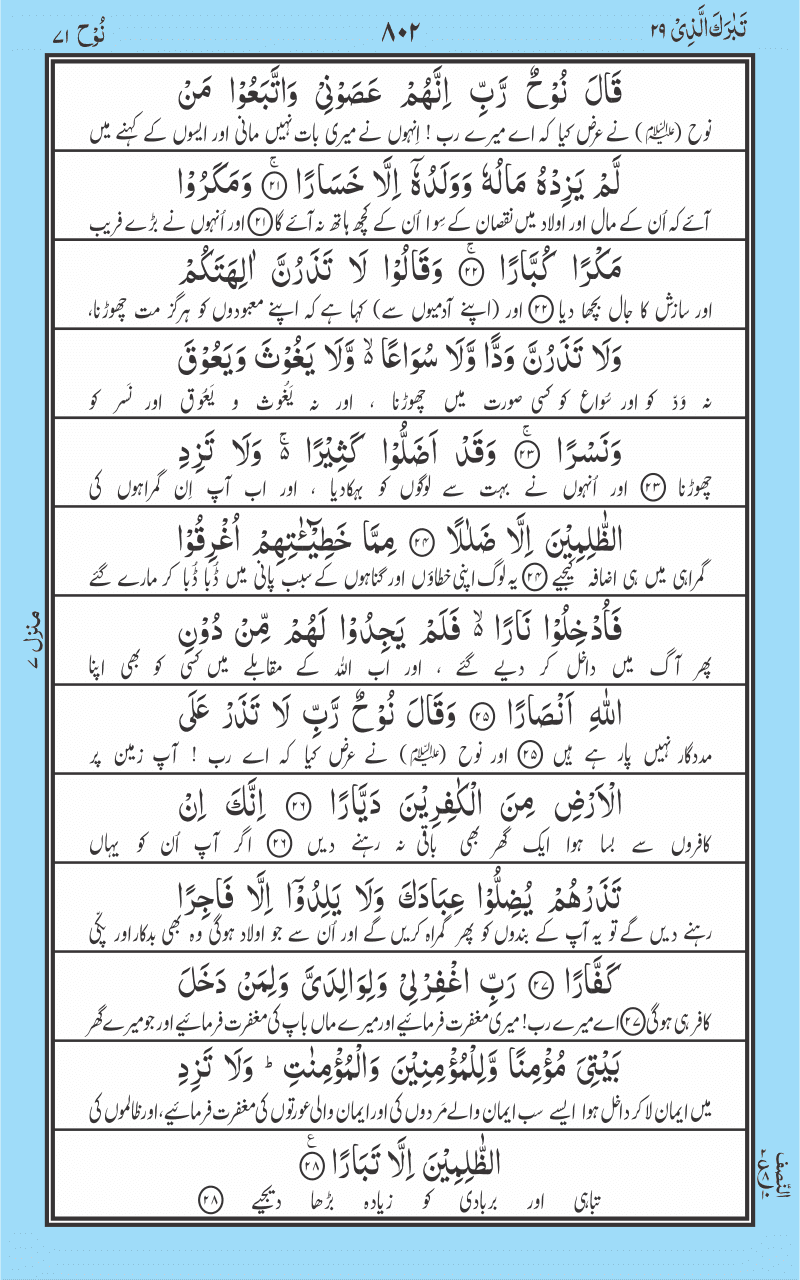 تَبٰرَكَ الَّذِیْ ۲۹
۸۰۲
نُوْح ۷۱
قَالَ نُوْحٌ رَّبِّ اِنَّهُمْ عَصَوْنِیْ وَاتَّبَعُوْا مَنْ
نوح (علیہ السلام) نے عرض کیا کہ اے میرے رب ! اِنہوں نے میری بات نہیں مانی اور ایسوں کے کہنے میں
لَّمْ یَزِدْهُ مَالُهٗ وَوَلَدُهٗۤ اِلَّا خَسَارًا ۚ‏﴿۲۱﴾ وَمَكَرُوْا
آئے کہ اُن کے مال اور اولاد میں نقصان کے سِوا اُن کے کچھ ہاتھ نہ آئے گا ﴿۲۱﴾ اور اُنہوں نے بڑے فریب
مَكْرًا كُبَّارًا ۚ‏﴿۲۲﴾ وَقَالُوْا لَا تَذَرُنَّ اٰلِهَتَكُمْ
اور سازش کا جال بچھا دیا ﴿۲۲﴾ اور (اپنے آدمیوں سے) کہا ہے کہ اپنے معبودوں کو ہرگز مت چھوڑنا،
وَلَا تَذَرُنَّ وَدًّا وَّلَا سُوَاعًا ۙ وَّلَا یَغُوْثَ وَیَعُوْقَ
نہ وَدّ کو اور سُواع کو کسی صورت میں چھوڑنا ، اور نہ یَغُوث و یَعُوق اور نَسر کو
وَنَسْرًا ۚ‏﴿۲۳﴾ وَقَدْ اَضَلُّوْا كَثِیْرًا ۬ۚ وَلَا تَزِدِ
چھوڑنا ﴿۲۳﴾ اور اُنہوں نے بہت سے لوگوں کو بہکادیا ، اور اب آپ اِن گمراہوں کی
الظّٰلِمِیْنَ اِلَّا ضَلٰلًا ﴿۲۴﴾ مِمَّا خَطِیْٓــٰٔتِهِمْ اُغْرِقُوْا
گمراہی میں ہی اضافہ کیجیے ﴿۲۴﴾ یہ لوگ اپنی خطاؤں اور گناہوں کے سبب پانی میں ڈُبا ڈُبا کر مارے گئے
فَاُدْخِلُوْا نَارًا ۬ۙ فَلَمْ یَجِدُوْا لَهُمْ مِّنْ دُوْنِ
پھر آگ میں داخل کر دیے گئے ، اور اب اللہ کے مقابلے میں کسی کو بھی اپنا
اللّٰهِ اَنْصَارًا ﴿۲۵﴾ وَقَالَ نُوْحٌ رَّبِّ لَا تَذَرْ عَلَی
مددگار نہیں پار ہے ہیں ﴿۲۵﴾ اور نوح (علیہ السلام) نے عرض کیا کہ اے رب ! آپ زمین پر
الْاَرْضِ مِنَ الْكٰفِرِیْنَ دَیَّارًا ﴿۲۶﴾ اِنَّكَ اِنْ
کافروں سے بسا ہوا ایک گھر بھی باقی نہ رہنے دیں ﴿۲۶﴾ اگر آپ اُن کو یہاں
تَذَرْهُمْ یُضِلُّوْا عِبَادَكَ وَلَا یَلِدُوْۤا اِلَّا فَاجِرًا
رہنے دیں گے تو یہ آپ کے بندوں کو پھر گمراہ کریں گے اور اُن سے جو اولاد ہوگی وہ بھی بدکار اور پکّی
كَفَّارًا ﴿۲۷﴾ رَبِّ اغْفِرْ لِیْ وَلِوَالِدَیَّ وَلِمَنْ دَخَلَ
کافر ہی ہوگی ﴿۲۷﴾ اے میرے رب! میری مغفرت فرمائیے اور میرے ماں باپ کی مغفرت فرمائیے اور جو میرے گھر
بَیْتِیَ مُؤْمِنًا وَّلِلْمُؤْمِنِیْنَ وَالْمُؤْمِنٰتِ ؕ وَلَا تَزِدِ
میں ایمان لا کر داخل ہوا ایسے سب ایمان والے مَردوں کی اور ایمان والی عورتوں کی مغفرت فرمائیے، اور ظالموں کی
الظّٰلِمِیْنَ اِلَّا تَبَارًا ﴿۲۸﴾ ع
تباہی اور بربادی کو زیادہ بڑھا دیجیے ﴿۲۸﴾
منزل ۷
النّصف